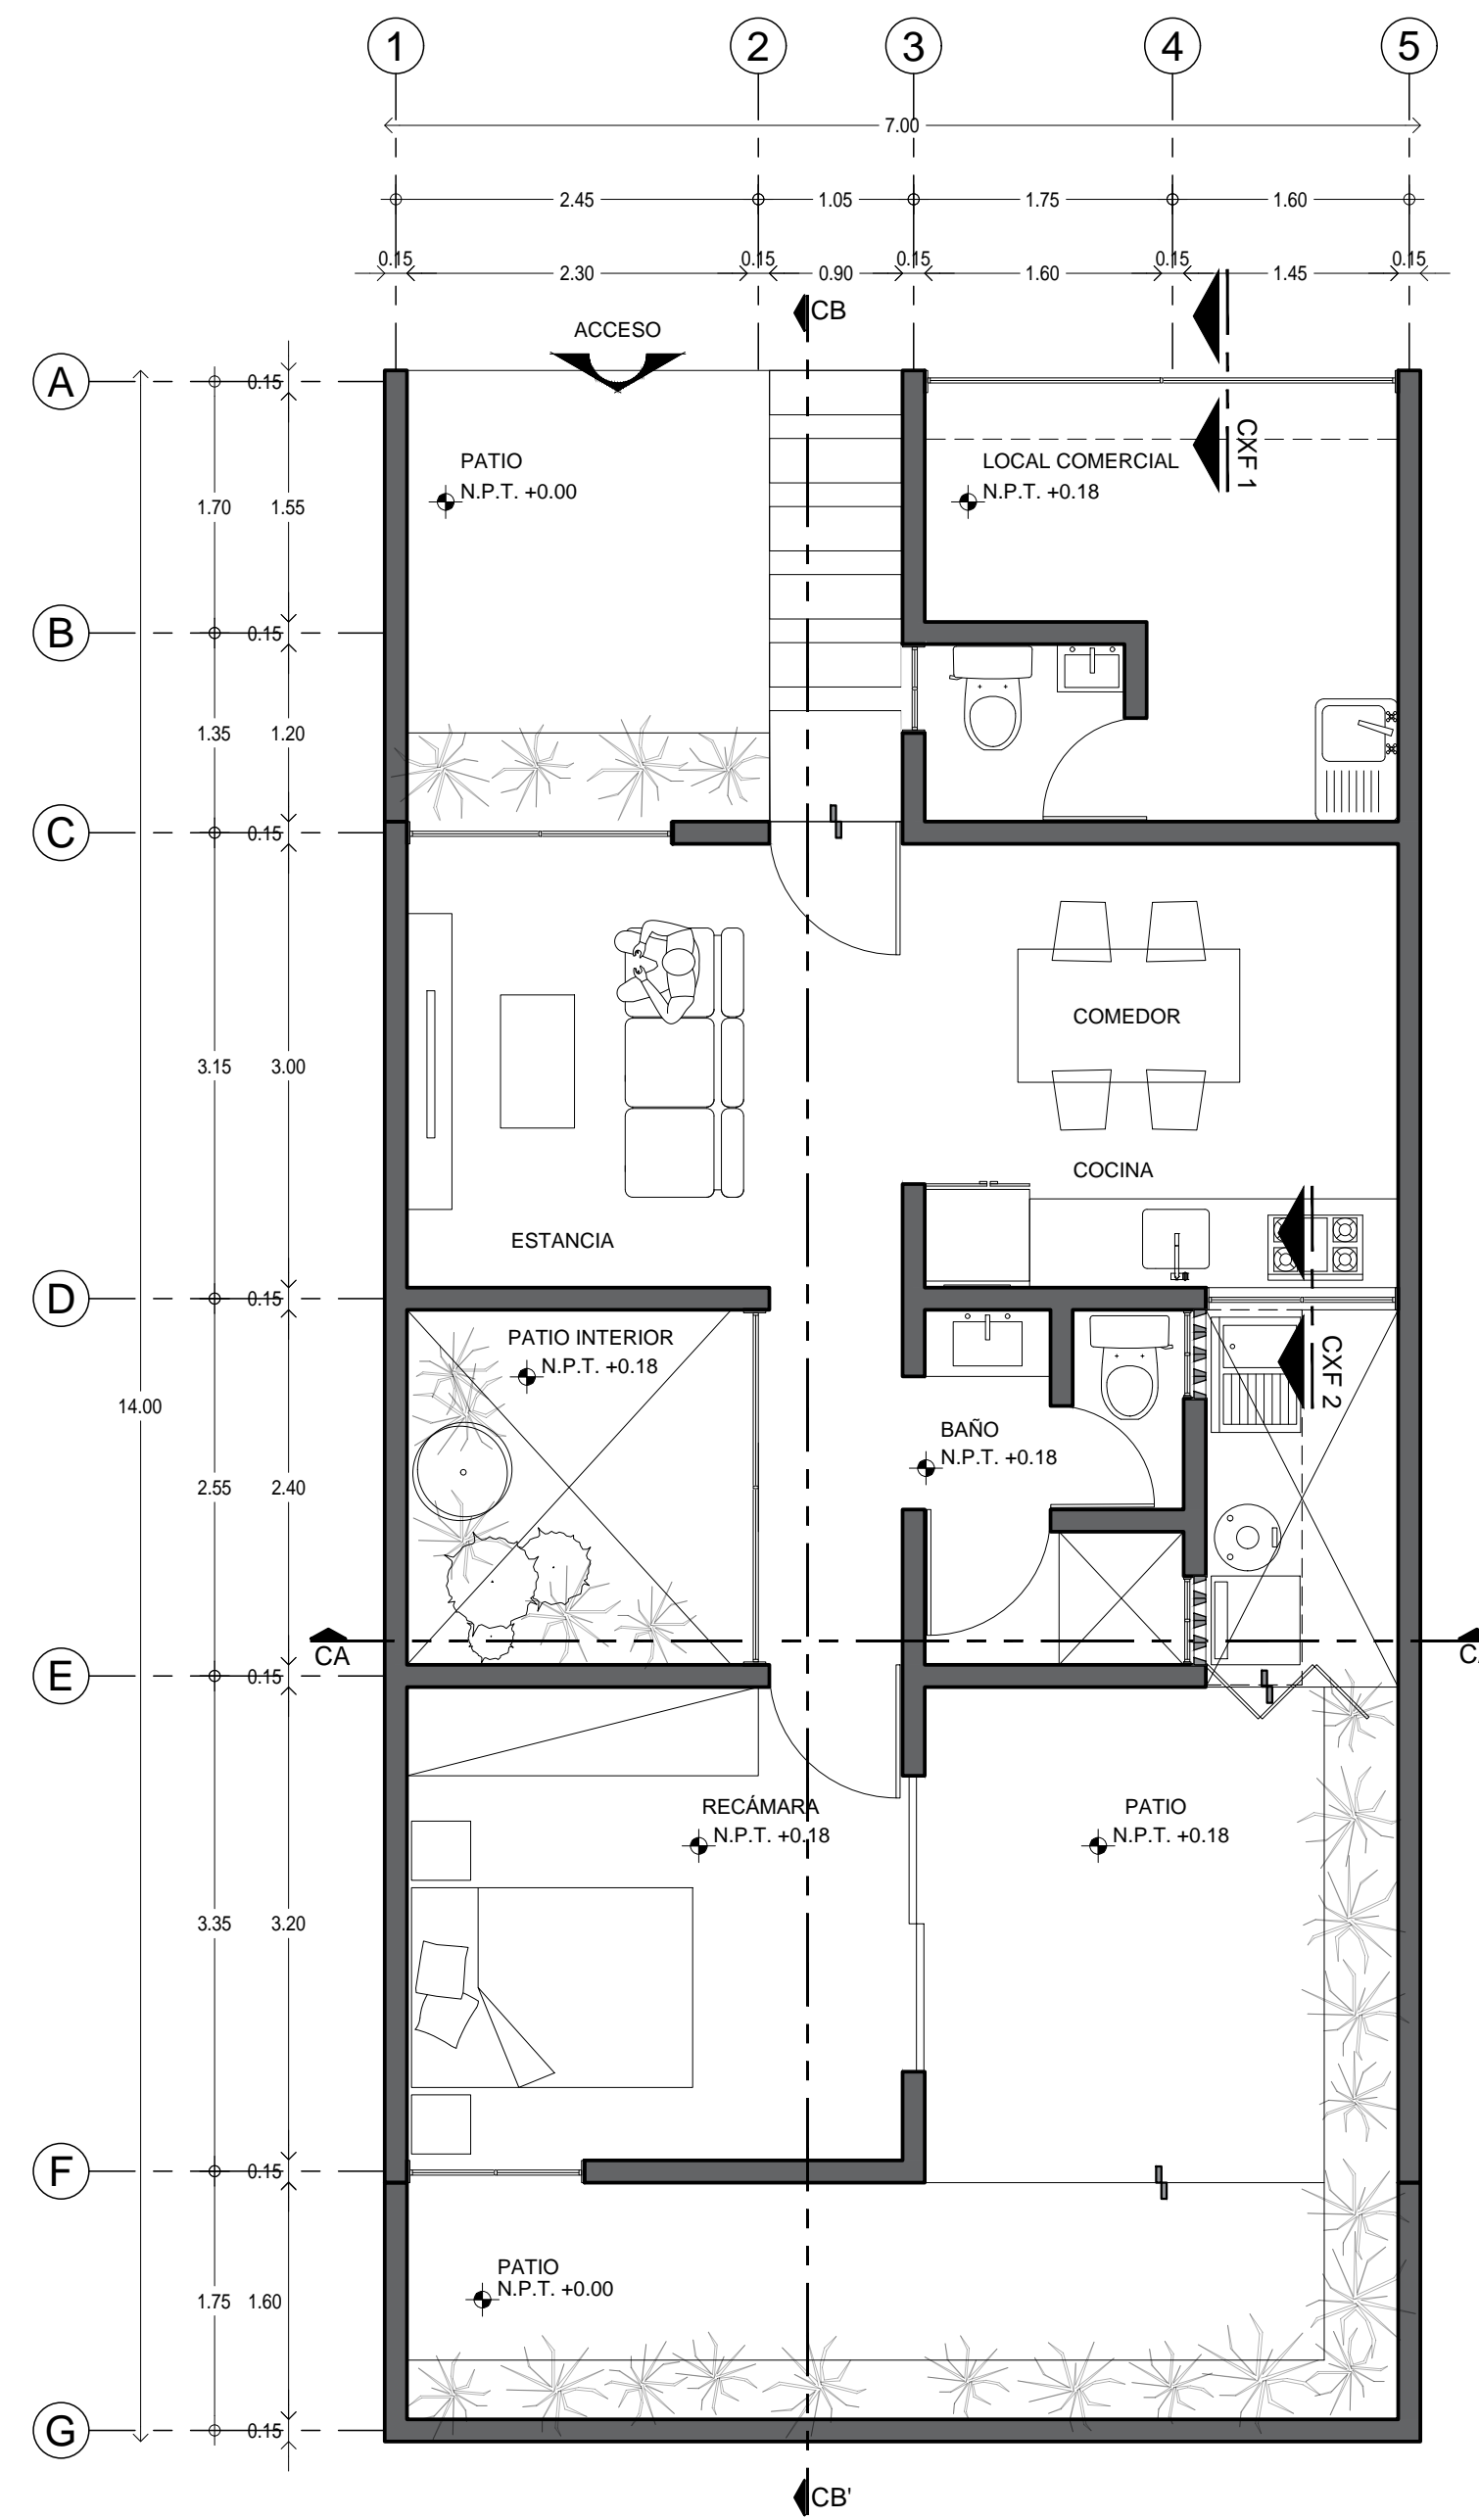 1 2 3 4 5
7.00
2.45 1.05 1.75 1.60
0.15 0.15 0.15 0.15 0.15
2.30 0.90 1.60 1.45
CB
ACCESO
A
0.15
CXF 1
PATIO
N.P.T. +0.00
LOCAL COMERCIAL
N.P.T. +0.18
1.70 1.55
B
0.15
1.35 1.20
C
0.15
COMEDOR
3.15 3.00
COCINA
ESTANCIA
D
0.15
PATIO INTERIOR
N.P.T. +0.18
CXF 2
14.00
BAÑO
N.P.T. +0.18
2.55 2.40
CA
E
0.15
RECÁMARA
N.P.T. +0.18
PATIO
N.P.T. +0.18
3.35 3.20
F
0.15
PATIO
N.P.T. +0.00
1.75 1.60
G
0.15
CB'